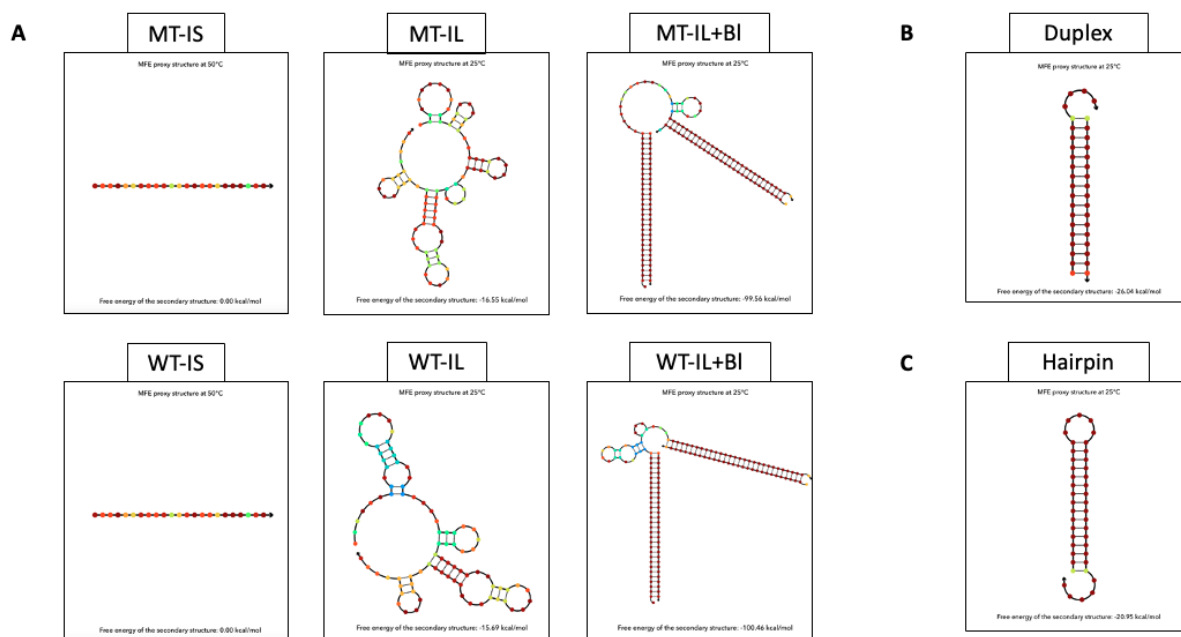 A
MT-IS
MFE proxy structure at 50°C
Free energy of the secondary structure: 0.00 kcal/mol
MT-IL
MFE proxy structure at 25°C
Free energy of the secondary structure: -16.55 kcal/mol
MT-IL+Bl
MFE proxy structure at 25°C
Free energy of the secondary structure: -99.56 kcal/mol
B
Duplex
MFE proxy structure at 25°C
Free energy of the secondary structure: -26.04 kcal/mol
WT-IS
MFE proxy structure at 50°C
Free energy of the secondary structure: 0.00 kcal/mol
WT-IL
MFE proxy structure at 25°C
Free energy of the secondary structure: -15.69 kcal/mol
WT-IL+Bl
MFE proxy structure at 25°C
Free energy of the secondary structure: -100.46 kcal/mol
C
Hairpin
MFE proxy structure at 25°C
Free energy of the secondary structure: -20.95 kcal/mol